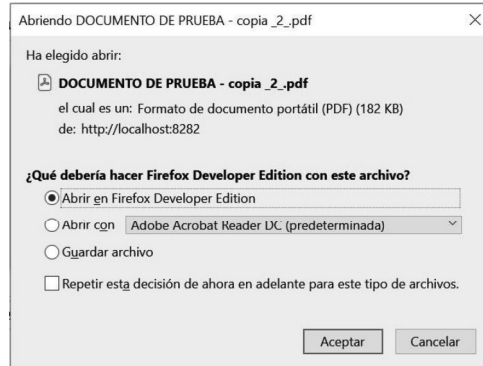 Abriendo DOCUMENTO DE PRUEBA - copia _2_.pdf
Ha elegido abrir:
DOCUMENTO DE PRUEBA - copia _2_.pdf
el cual es un: Formato de documento portátil (PDF) (182 KB)
de: http://localhost:8282
¿Qué debería hacer Firefox Developer Edition con este archivo?
Abrir en Firefox Developer Edition
Abrir con Adobe Acrobat Reader DC (predeterminada)
Guardar archivo
Repetir esta decisión de ahora en adelante para este tipo de archivos.
Aceptar Cancelar